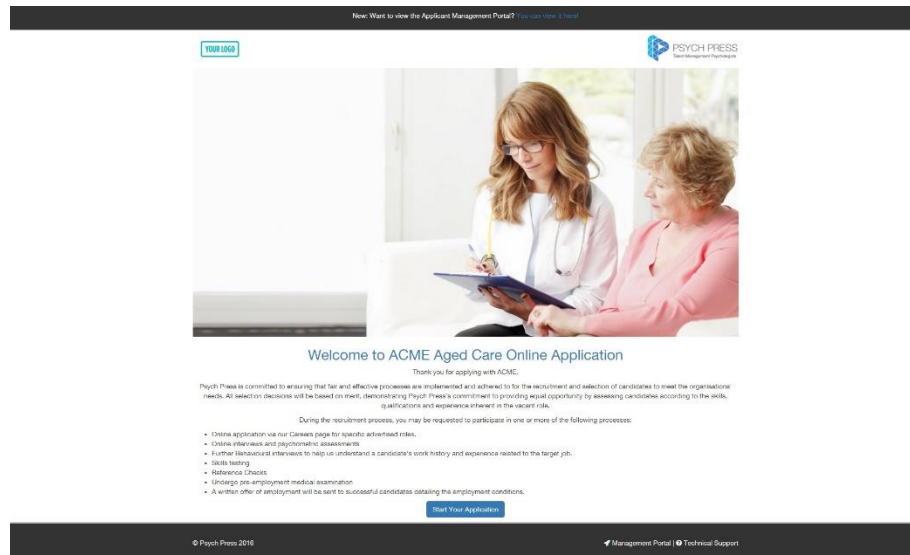 New: Want to view the Applicant Management Portal? You can view it here!
YOUR LOGO
PSYCH PRESS
Talent Management Psychologists
Welcome to ACME Aged Care Online Application
Thank you for applying with ACME.
Psych Press is committed to ensuring that fair and effective processes are implemented and adhered to for the recruitment and selection of candidates to meet the organisations'
needs. All selection decisions will be based on merit, demonstrating Psych Press's commitment to providing equal opportunity by assessing candidates according to the skills,
qualifications and experience inherent in the vacant role.
During the recruitment process, you may be requested to participate in one or more of the following processes:
• Online application via our Careers page for specific advertised roles.
• Online interviews and psychometric assessments
• Further Behavioural interviews to help us understand a candidate's work history and experience related to the target job.
• Skills testing
• Reference Checks
• Undergo pre-employment medical examination
• A written offer of employment will be sent to successful candidates detailing the employment conditions.
Start Your Application
© Psych Press 2016
Management Portal | Technical Support